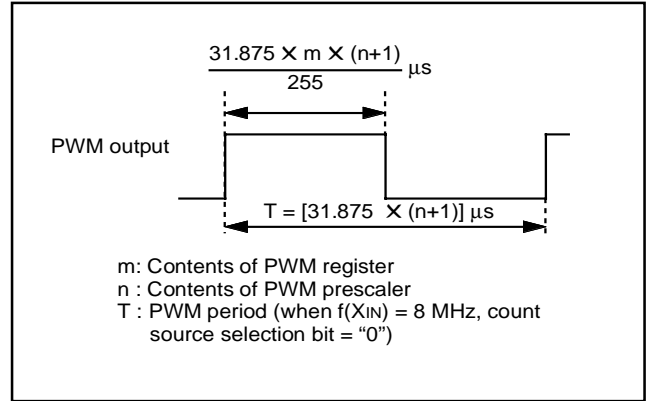 31.875 × m × (n+1)
255
μs
PWM output
T = [31.875 × (n+1)] μs
m: Contents of PWM register
n : Contents of PWM prescaler
T : PWM period (when f(XIN) = 8 MHz, count
source selection bit = “0”)